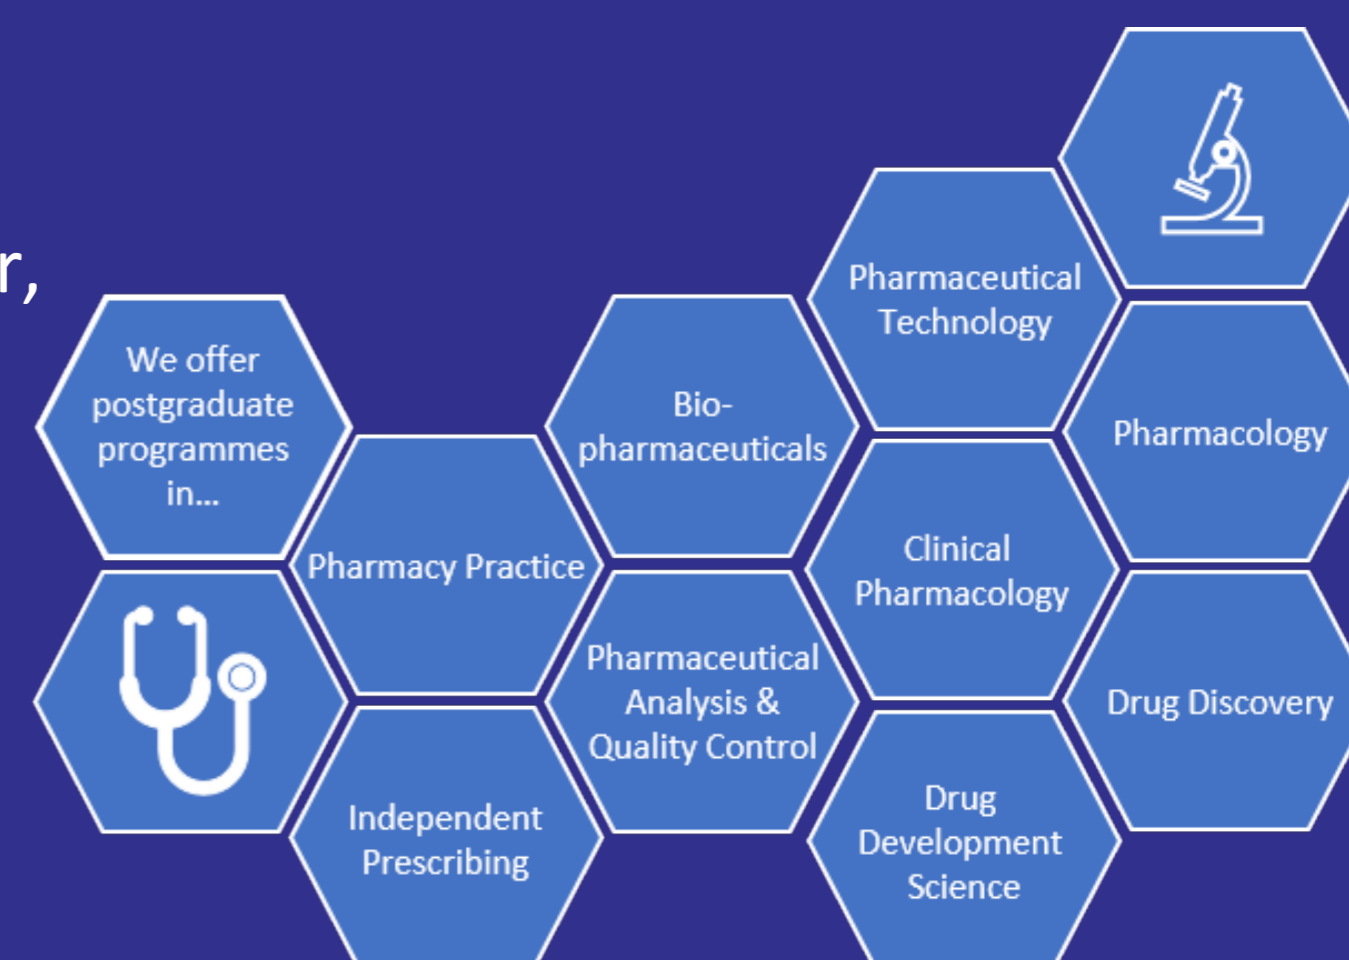 r,
We offer
postgraduate
programmes
in...
Pharmacy Practice
Independent
Prescribing
Bio-
pharmaceuticals
Pharmaceutical
Analysis &
Quality Control
Pharmaceutical
Technology
Clinical
Pharmacology
Drug
Development
Science
Pharmacology
Drug Discovery